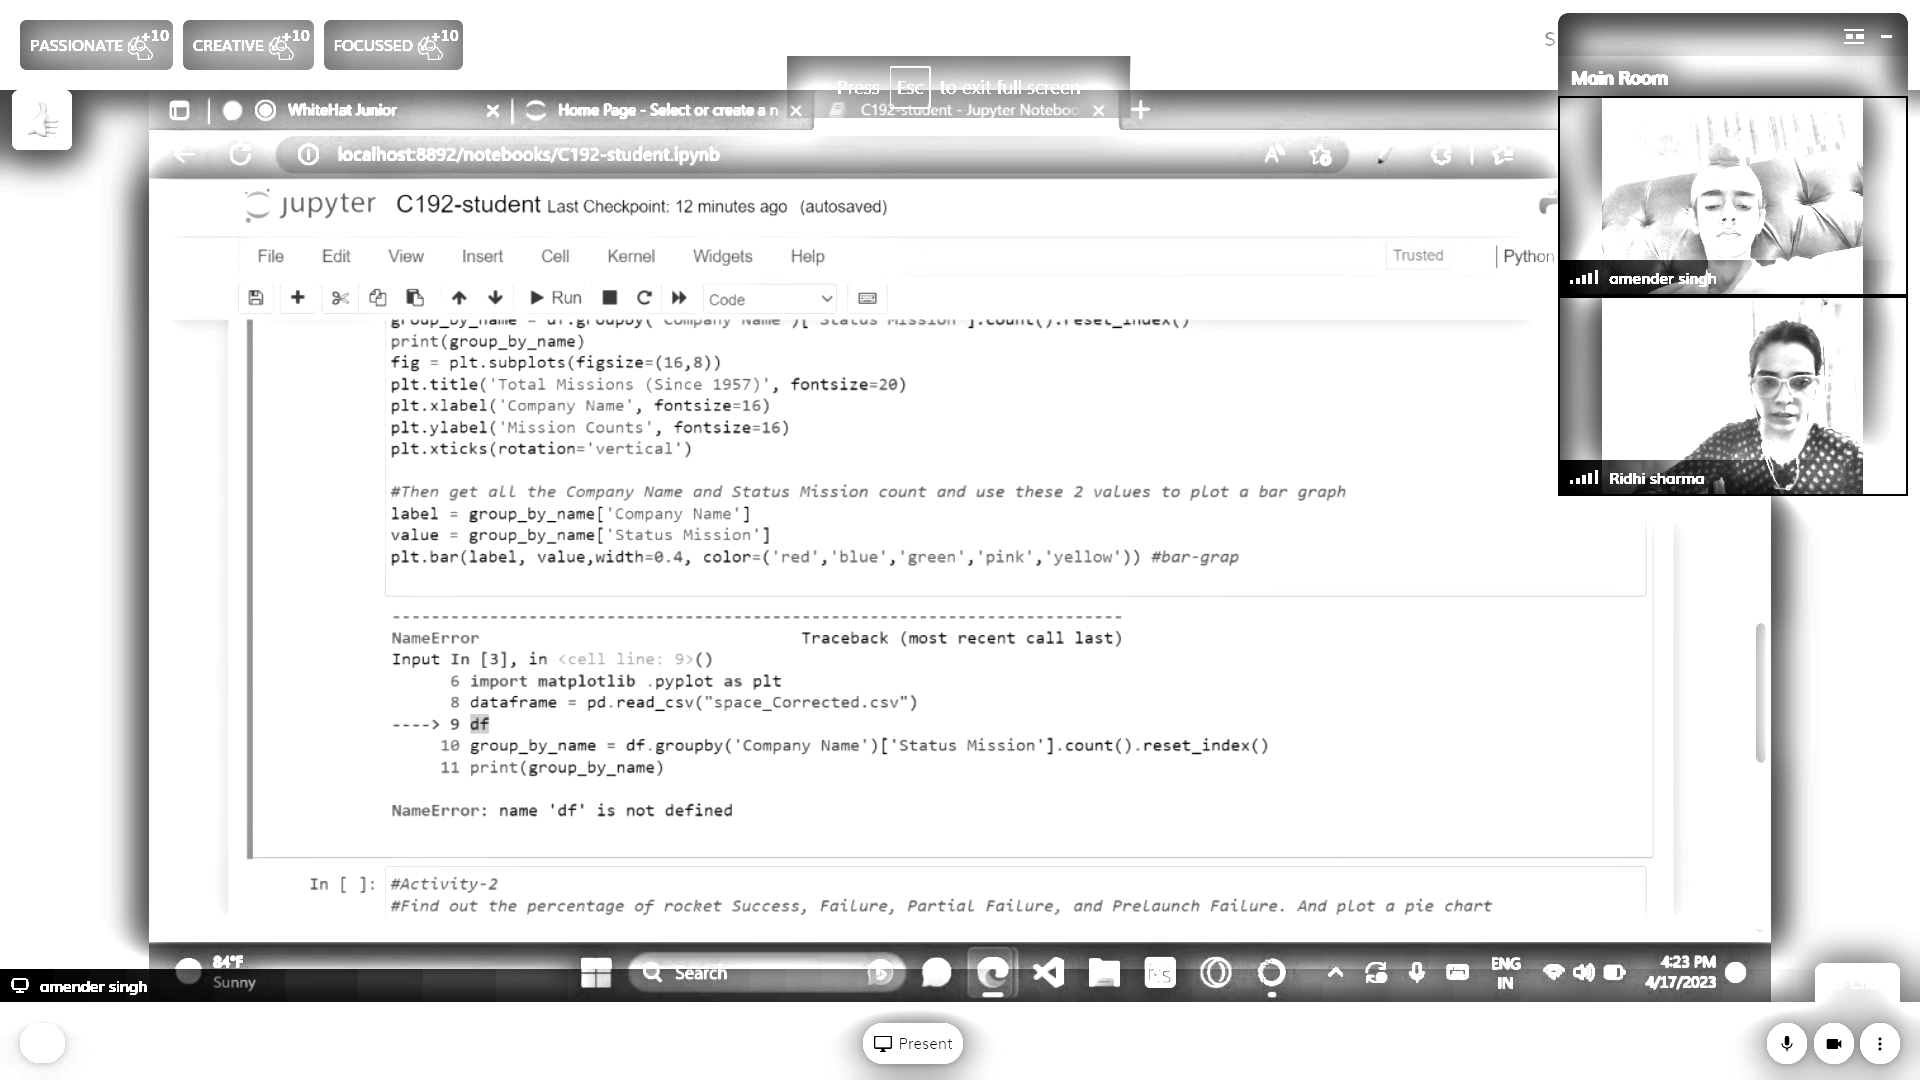 PASSIONATE +10
CREATIVE +10
FOCUSSED +10
S
Press Esc to exit full screen
Main Room
WhiteHat Junior
Home Page - Select or create a n
C192-student - Jupyter Noteboo
localhost:8892/notebooks/C192-student.ipynb
jupyter C192-student Last Checkpoint: 12 minutes ago (autosaved)
File Edit View Insert Cell Kernel Widgets Help
Trusted
Python
Run
Code
amender singh
Ridhi sharma
group_by_name = df.groupby('Company Name')['Status Mission'].count().reset_index()
print(group_by_name)
fig = plt.subplots(figsize=(16,8))
plt.title('Total Missions (Since 1957)', fontsize=20)
plt.xlabel('Company Name', fontsize=16)
plt.ylabel('Mission Counts', fontsize=16)
plt.xticks(rotation='vertical')
#Then get all the Company Name and Status Mission count and use these 2 values to plot a bar graph
label = group_by_name['Company Name']
value = group_by_name['Status Mission']
plt.bar(label, value,width=0.4, color=('red','blue','green','pink','yellow')) #bar-grap
---------------------------------------------------------------------------
NameError Traceback (most recent call last)
Input In [3], in <cell line: 9>()
6 import matplotlib .pyplot as plt
8 dataframe = pd.read_csv("space_Corrected.csv")
----> 9 df
10 group_by_name = df.groupby('Company Name')['Status Mission'].count().reset_index()
11 print(group_by_name)
NameError: name 'df' is not defined
In [ ]: #Activity-2
#Find out the percentage of rocket Success, Failure, Partial Failure, and PreLaunch Failure. And plot a pie chart
84°F
Sunny
Search
ENG
IN
4:23 PM
4/17/2023
amender singh
Present